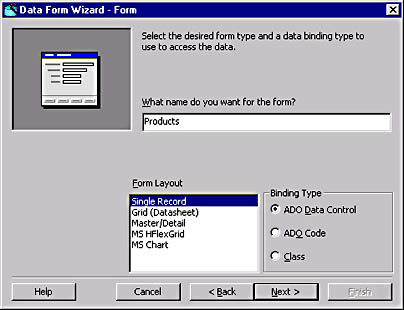 Data Form Wizard - Form
Select the desired form type and a data binding type to
use to access the data.
What name do you want for the form?
Products
Form Layout
Single Record
Grid (Datasheet)
Master/Detail
MS HFlexGrid
MS Chart
Binding Type
ADO Data Control
ADO Code
Class
Help
Cancel
< Back
Next >
Finish